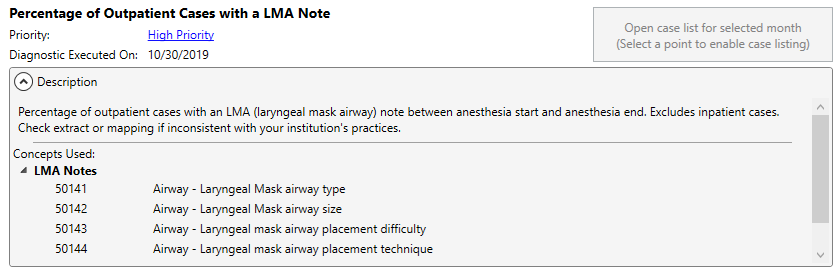 Percentage of Outpatient Cases with a LMA Note
Priority: High Priority
Diagnostic Executed On: 10/30/2019
Open case list for selected month
(Select a point to enable case listing)
Description
Percentage of outpatient cases with an LMA (laryngeal mask airway) note between anesthesia start and anesthesia end. Excludes inpatient cases.
Check extract or mapping if inconsistent with your institution's practices.
Concepts Used:
LMA Notes
50141 Airway - Laryngeal Mask airway type
50142 Airway - Laryngeal Mask airway size
50143 Airway - Laryngeal mask airway placement difficulty
50144 Airway - Laryngeal mask airway placement technique